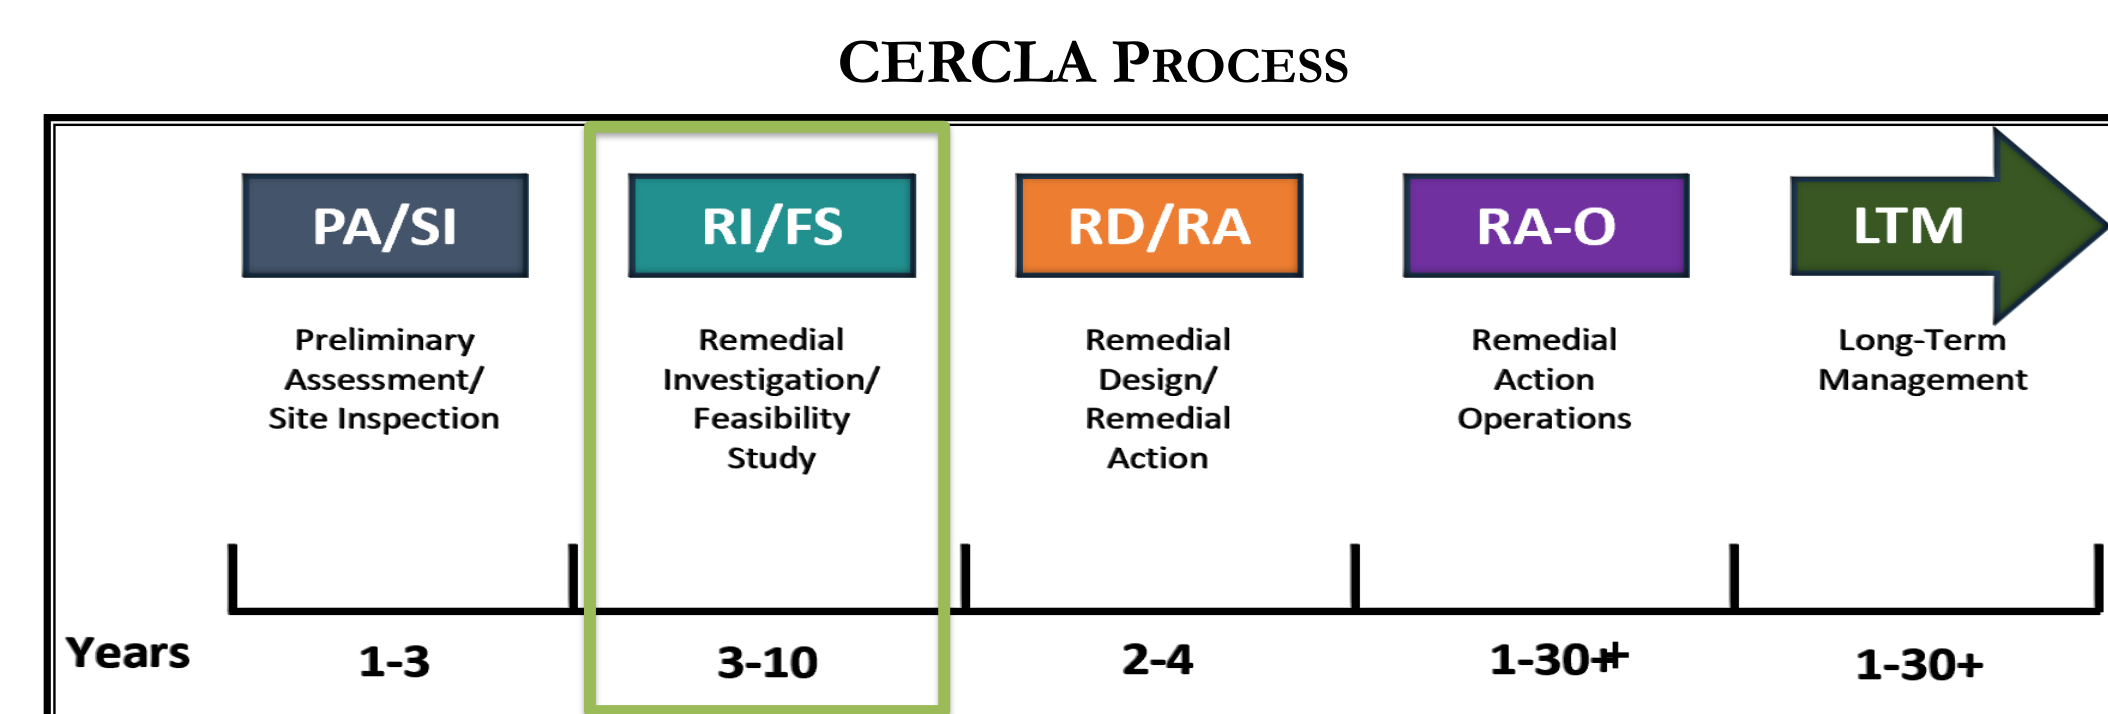 CERCLA PROCESS
PA/SI
RI/FS
RD/RA
RA-O
LTM
Preliminary
Assessment/
Site Inspection
Remedial
Investigation/
Feasibility
Study
Remedial
Design/
Remedial
Action
Remedial
Action
Operations
Long-Term
Management
Years
1-3
3-10
2-4
1-30++
1-30+